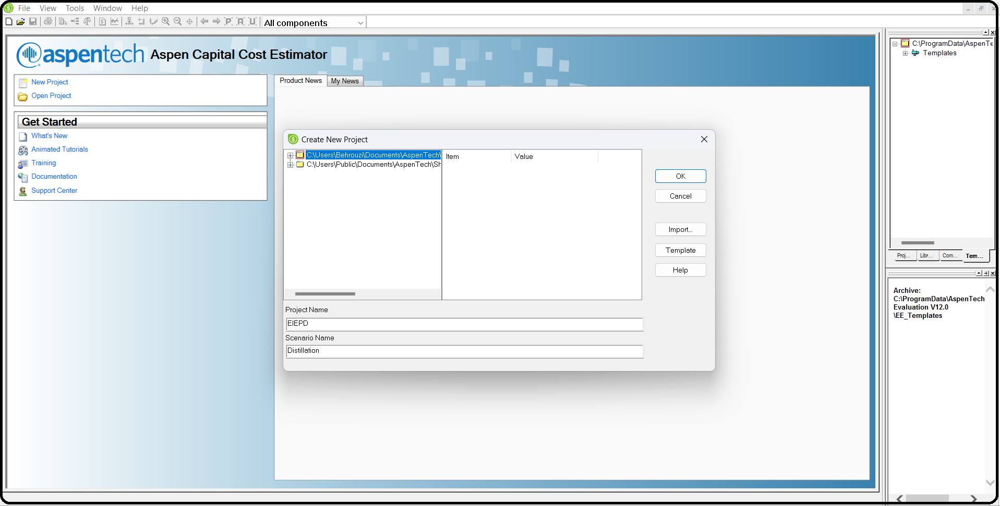 File View Tools Window Help
All components
aspentech Aspen Capital Cost Estimator
New Project
Open Project
Get Started
What's New
Animated Tutorials
Training
Documentation
Support Center
Product News My News
Create New Project
C:\Users\Behrouzi\Documents\AspenTech\
C:\Users\Public\Documents\AspenTech\Sh
Item Value
OK
Cancel
Import...
Template
Help
Project Name
EIEPD
Scenario Name
Distillation
C:\ProgramData\AspenTe
Templates
Proj... Libr... Com... Tem...
Archive:
C:\ProgramData\AspenTech
Evaluation V12.0
\EE_Templates